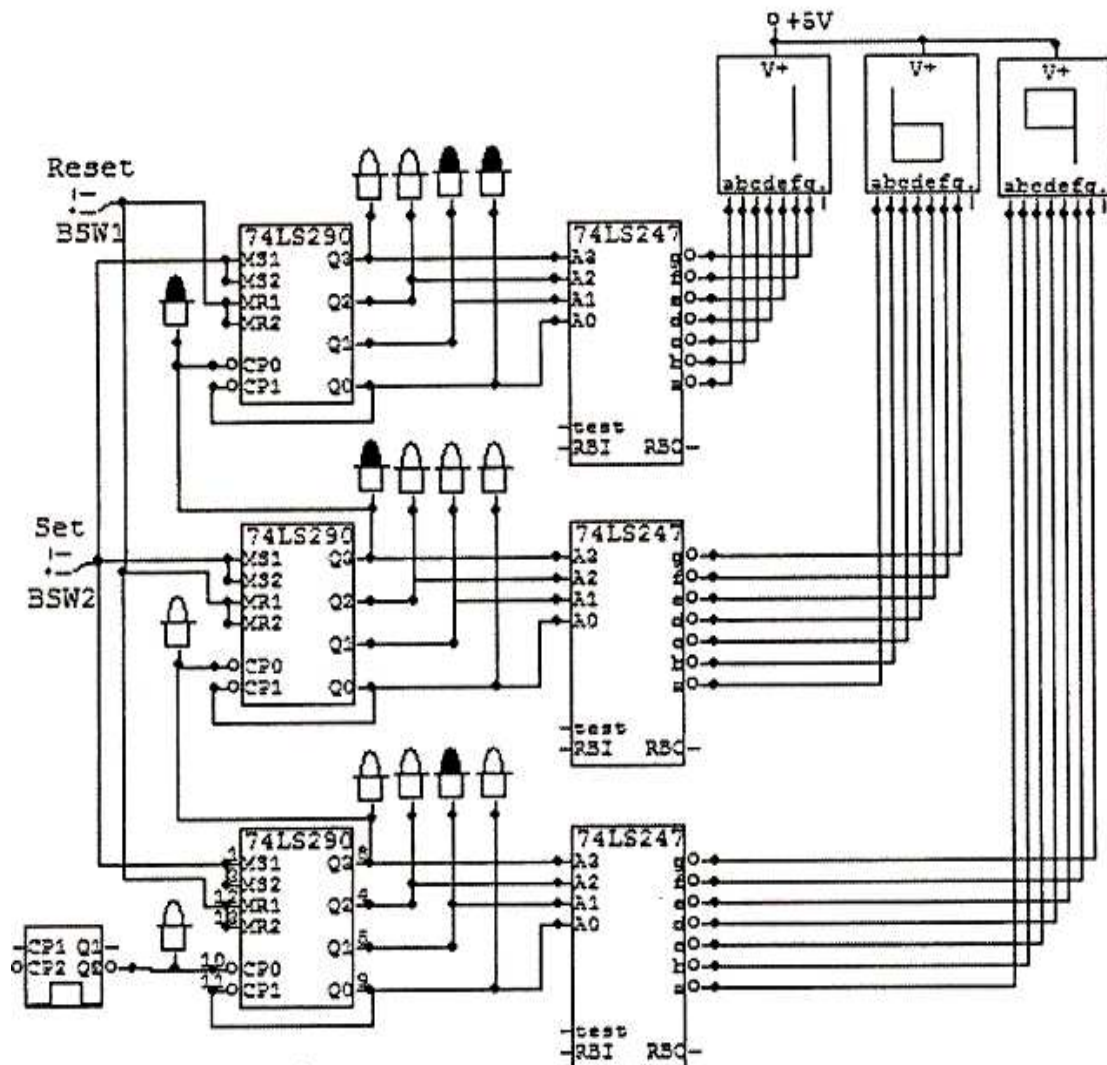 +5V
V+
V+
V+
abcdefg.
abcdefg.
abcdefg.
Reset
BSW1
74LS290
MS1
MS2
MR1
MR2
CP0
CP1
Q3
Q2
Q1
Q0
74LS247
A3
A2
A1
A0
test
RBI RBO
g
f
e
d
c
b
a
Set
BSW2
74LS290
MS1
MS2
MR1
MR2
CP0
CP1
Q3
Q2
Q1
Q0
74LS247
A3
A2
A1
A0
test
RBI RBO
g
f
e
d
c
b
a
74LS290
MS1
MS2
MR1
MR2
10 CP0
CP1
Q3
Q2
Q1
Q0
74LS247
A3
A2
A1
A0
test
RBI RBO
g
f
e
d
c
b
a
CP1 Q1
CP2 Q2